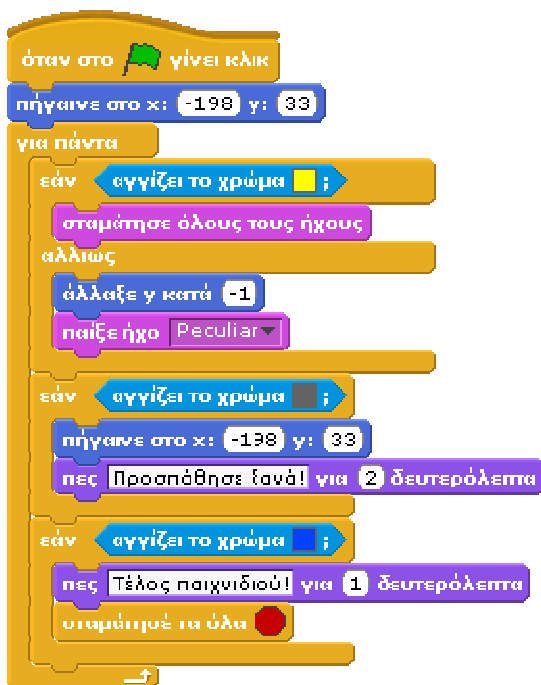 όταν στο γίνει κλικ
πήγαινε στο x: -198 y: 33
για πάντα
εάν αγγίζει το χρώμα ;
σταμάτησε όλους τους ήχους
αλλιώς
άλλαξε y κατά -1
παίξε ήχο Peculiar
εάν αγγίζει το χρώμα ;
πήγαινε στο x: -198 y: 33
πες Προσπάθησε ξανά! για 2 δευτερόλεπτα
εάν αγγίζει το χρώμα ;
πες Τέλος παιχνιδιού! για 1 δευτερόλεπτα
σταμάτησέ τα όλα